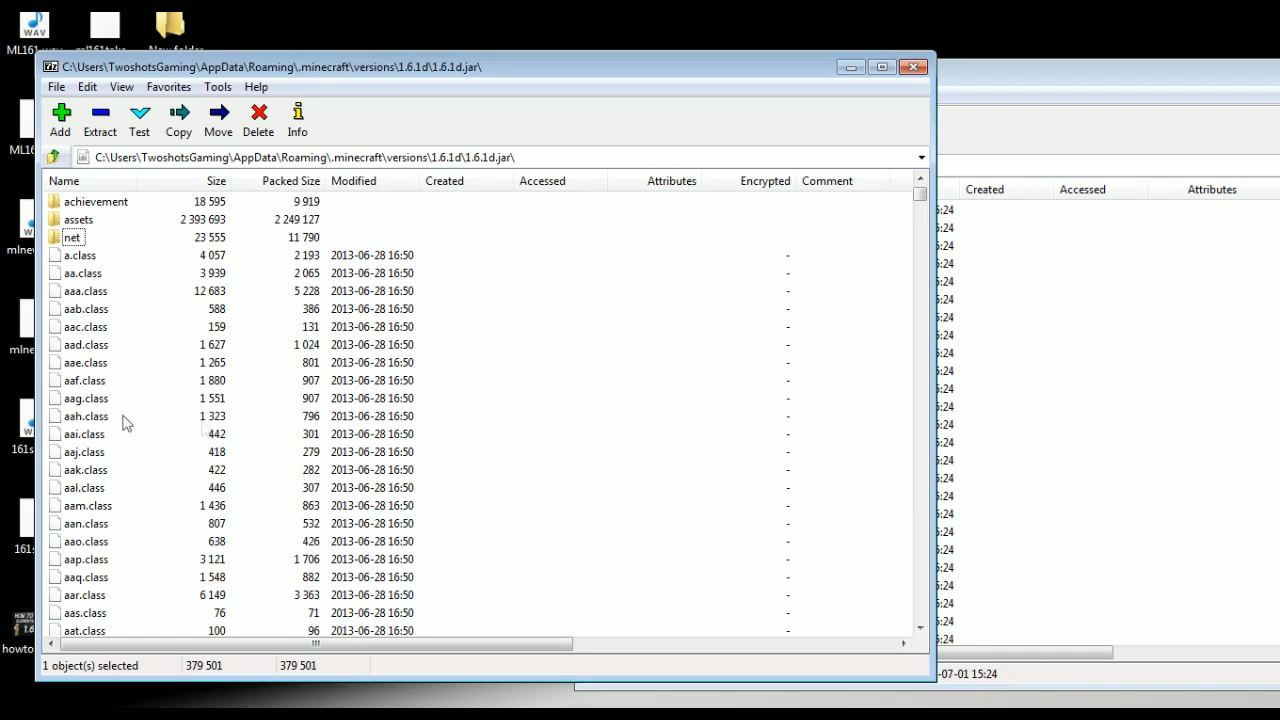 WAV
ML161.wav ml161take New folder
C:\Users\TwoshotsGaming\AppData\Roaming\.minecraft\versions\1.6.1d\1.6.1d.jar\
File Edit View Favorites Tools Help
Add Extract Test Copy Move Delete Info
C:\Users\TwoshotsGaming\AppData\Roaming\.minecraft\versions\1.6.1d\1.6.1d.jar\
Name Size Packed Size Modified Created Accessed Attributes Encrypted Comment
Created Accessed Attributes
achievement 18 595 9 919
assets 2 393 693 2 249 127
net 23 555 11 790
a.class 4 057 2 193 2013-06-28 16:50 -
aa.class 3 939 2 065 2013-06-28 16:50 -
aaa.class 12 683 5 228 2013-06-28 16:50 -
aab.class 588 386 2013-06-28 16:50 -
aac.class 159 131 2013-06-28 16:50 -
aad.class 1 627 1 024 2013-06-28 16:50 -
aae.class 1 265 801 2013-06-28 16:50 -
aaf.class 1 880 907 2013-06-28 16:50 -
aag.class 1 551 907 2013-06-28 16:50 -
aah.class 1 323 796 2013-06-28 16:50 -
aai.class 442 301 2013-06-28 16:50 -
aaj.class 418 279 2013-06-28 16:50 -
aak.class 422 282 2013-06-28 16:50 -
aal.class 446 307 2013-06-28 16:50 -
aam.class 1 436 863 2013-06-28 16:50 -
aan.class 807 532 2013-06-28 16:50 -
aao.class 638 426 2013-06-28 16:50 -
aap.class 3 121 1 706 2013-06-28 16:50 -
aaq.class 1 548 882 2013-06-28 16:50 -
aar.class 6 149 3 363 2013-06-28 16:50 -
aas.class 76 71 2013-06-28 16:50 -
aat.class 100 96 2013-06-28 16:50 -
1 object(s) selected 379 501 379 501
-07-01 15:24
ML16
mlnew
mlne
161s
161s
howto